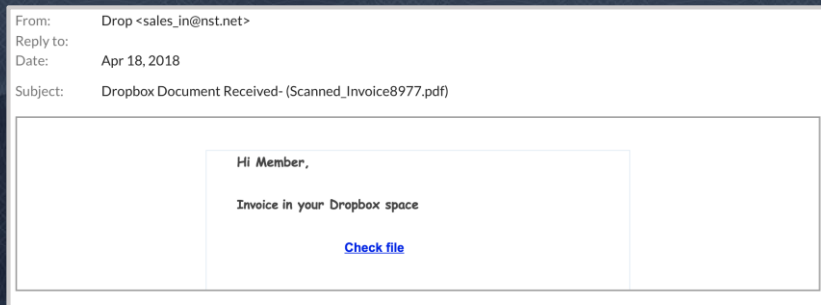 From: Drop <sales_in@nst.net>
Reply to:
Date: Apr 18, 2018
Subject: Dropbox Document Received- (Scanned_Invoice8977.pdf)
Hi Member,
Invoice in your Dropbox space
Check file